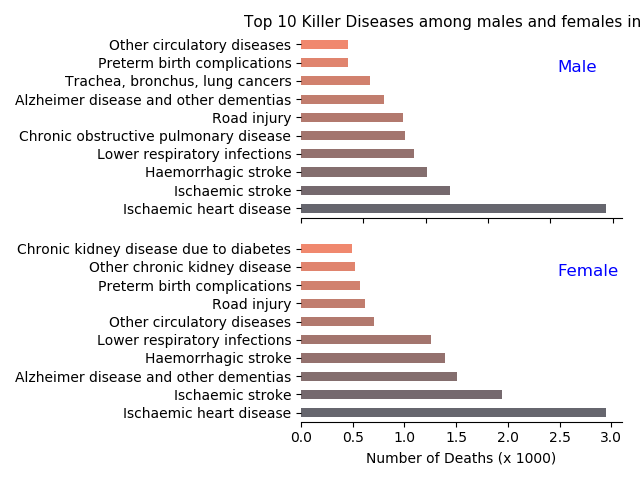 Top 10 Killer Diseases among males and females in
Male
Other circulatory diseases
Preterm birth complications
Trachea, bronchus, lung cancers
Alzheimer disease and other dementias
Road injury
Chronic obstructive pulmonary disease
Lower respiratory infections
Haemorrhagic stroke
Ischaemic stroke
Ischaemic heart disease
Female
Chronic kidney disease due to diabetes
Other chronic kidney disease
Preterm birth complications
Road injury
Other circulatory diseases
Lower respiratory infections
Haemorrhagic stroke
Alzheimer disease and other dementias
Ischaemic stroke
Ischaemic heart disease
0.0 0.5 1.0 1.5 2.0 2.5 3.0
Number of Deaths (x 1000)